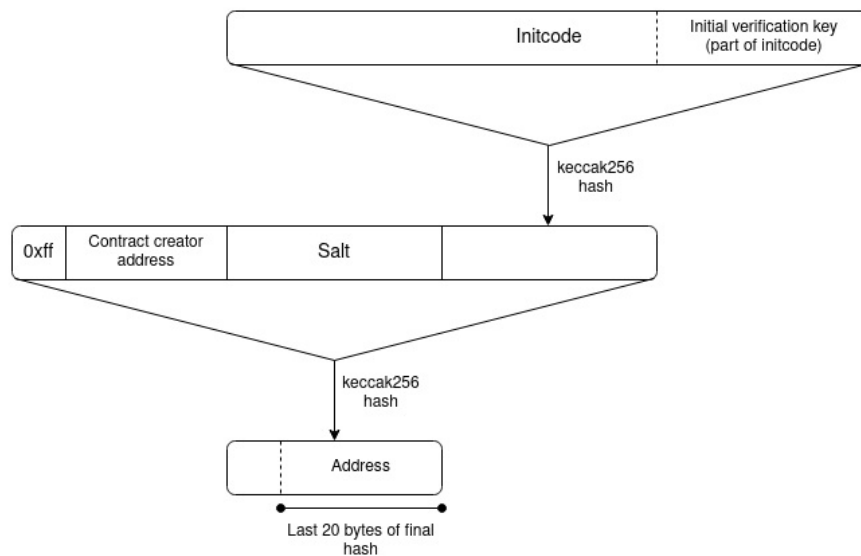 Initcode
Initial verification key
(part of initcode)
keccak256
hash
0xff
Contract creator
address
Salt
keccak256
hash
Address
Last 20 bytes of final
hash